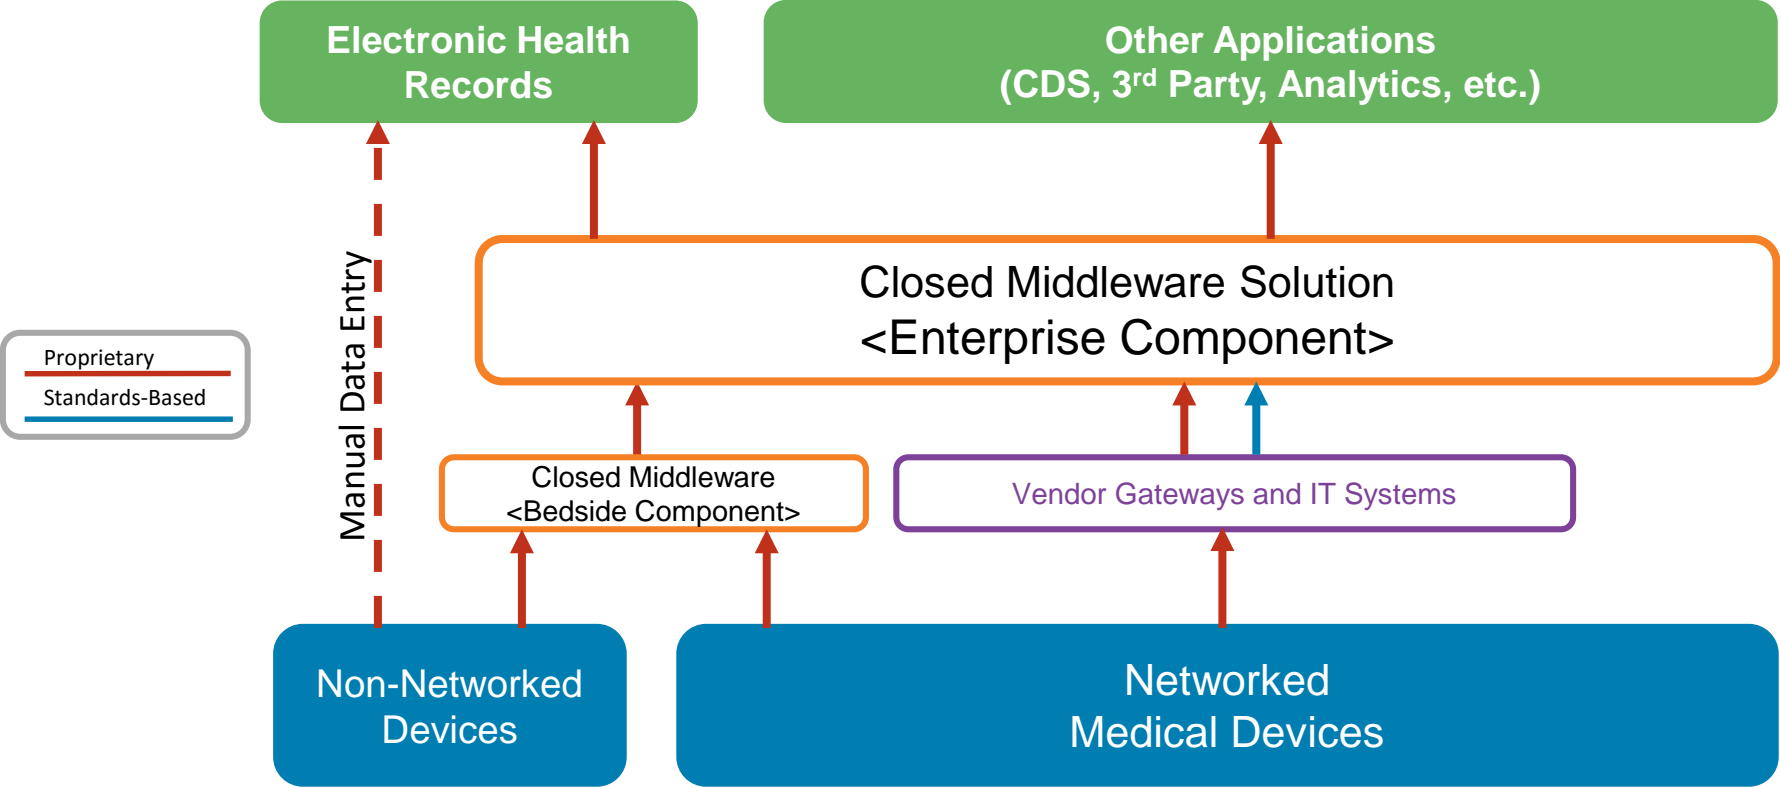 Electronic Health
Records
Other Applications
(CDS, 3rd Party, Analytics, etc.)
Manual Data Entry
Closed Middleware Solution
<Enterprise Component>
Proprietary
Standards-Based
Closed Middleware
<Bedside Component>
Vendor Gateways and IT Systems
Non-Networked
Devices
Networked
Medical Devices